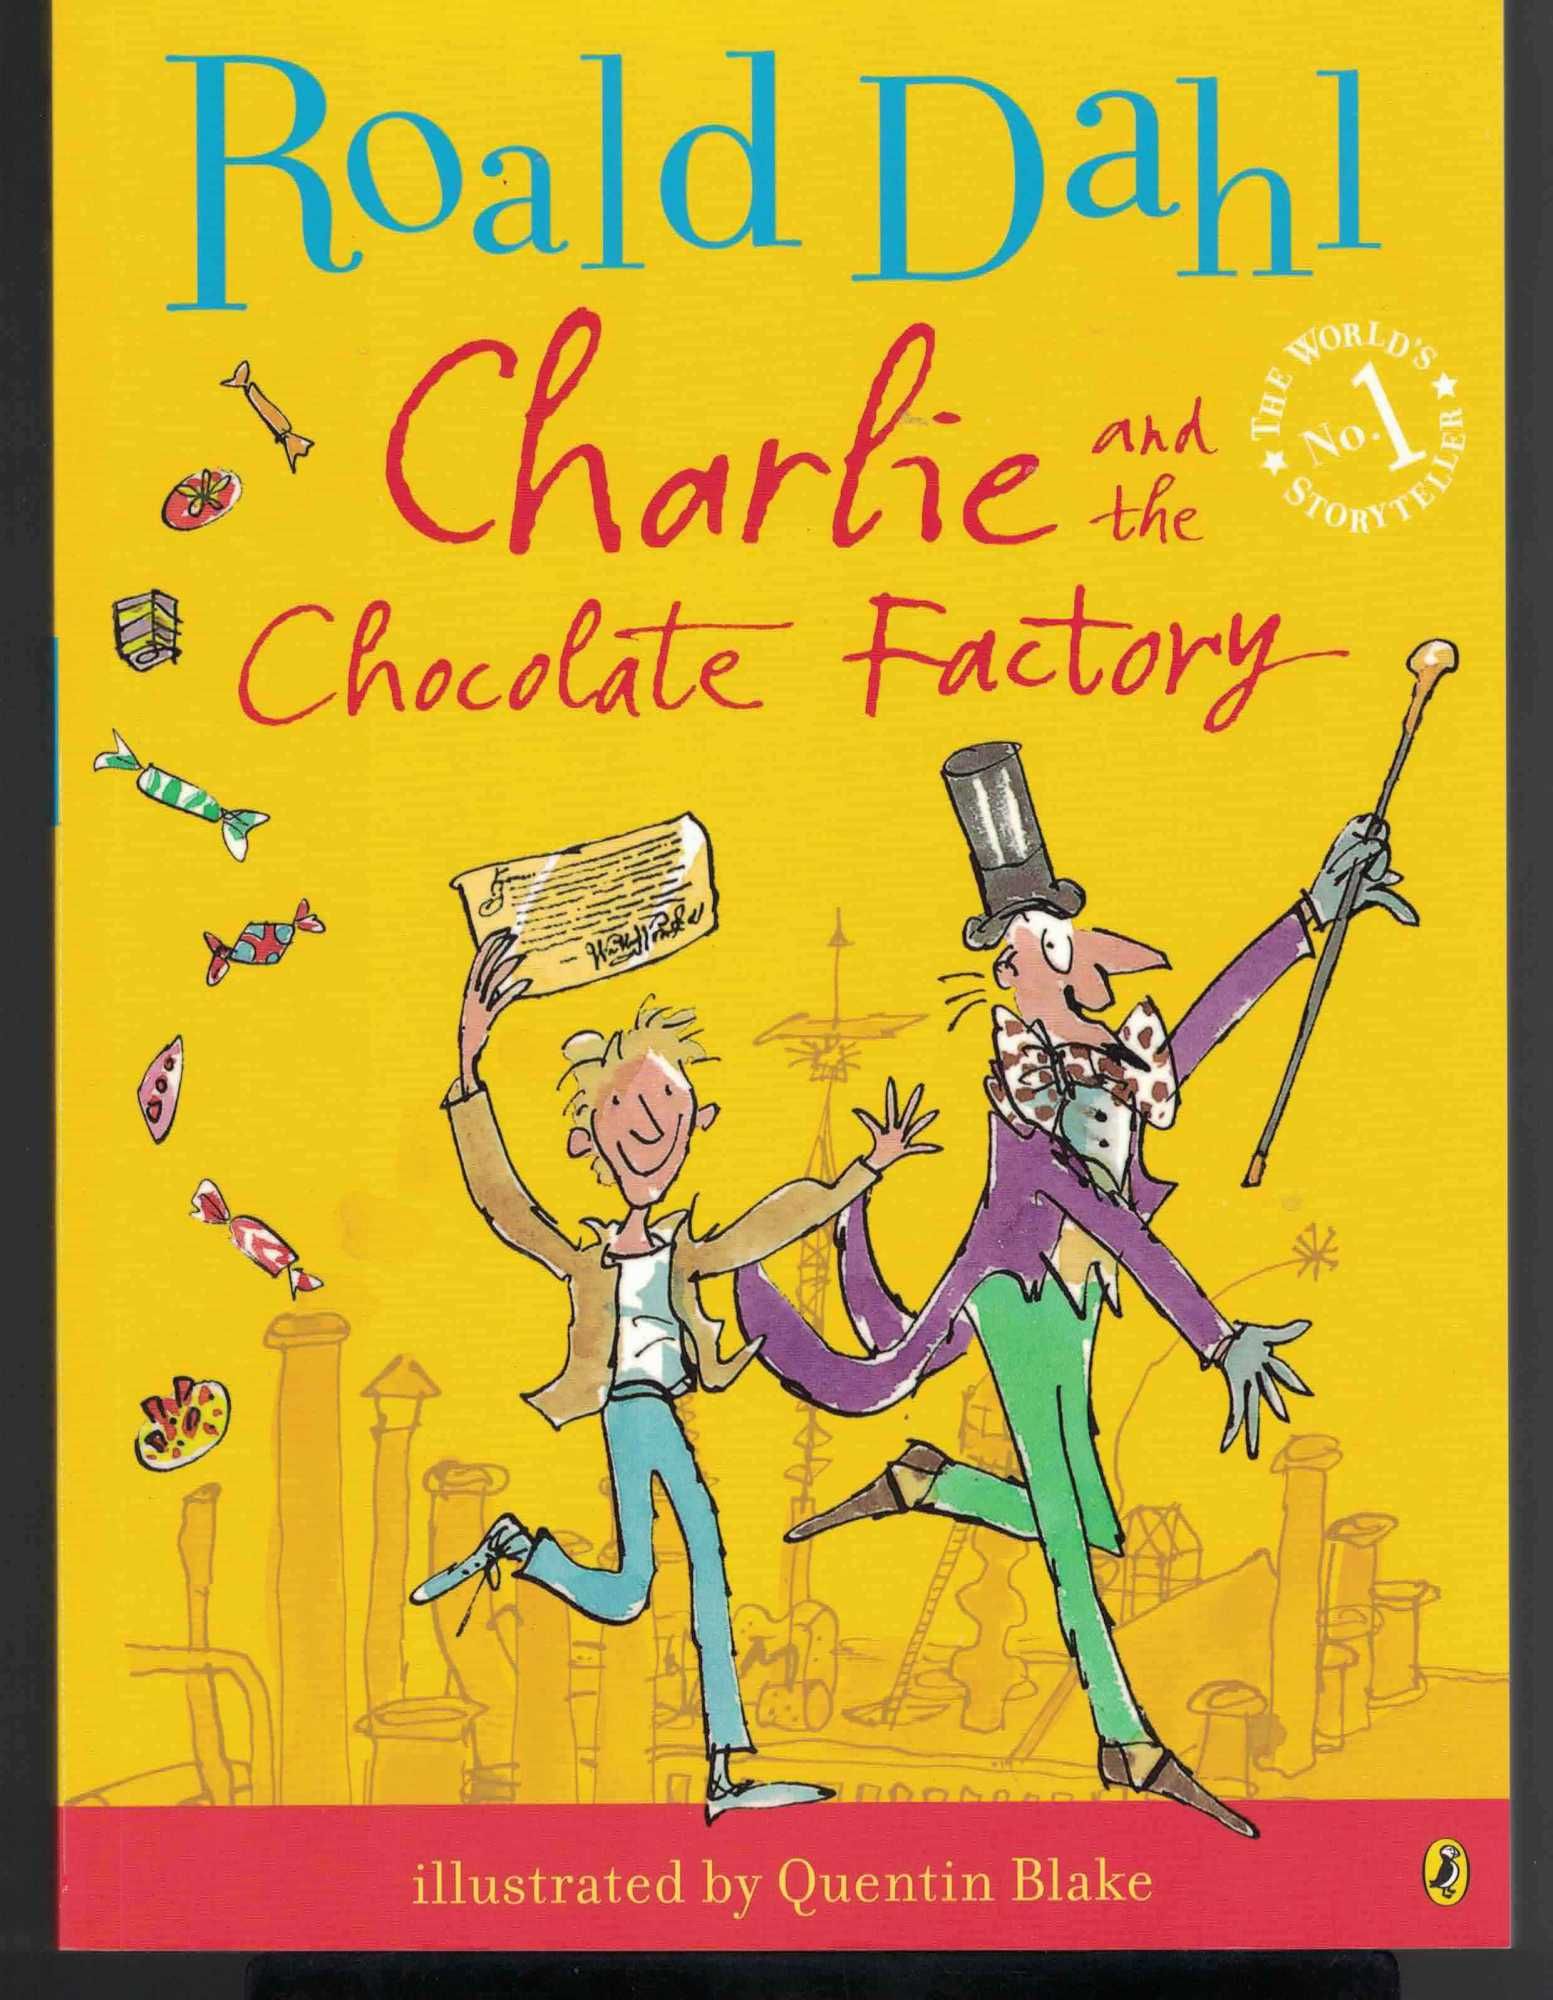 Roald Dahl
Charlie and the
Chocolate Factory
THE WORLD'S
No.1
STORYTELLER
illustrated by Quentin Blake